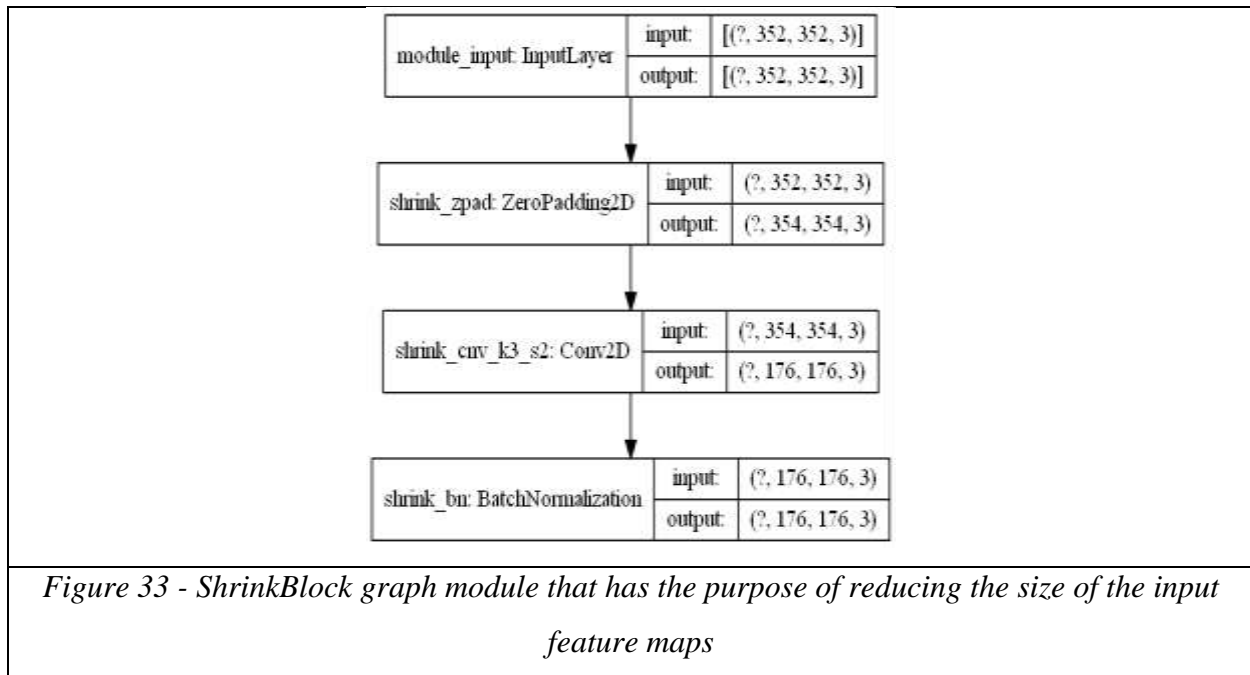 module_input: InputLayer
input: [(?, 352, 352, 3)]
output: [(?, 352, 352, 3)]
shrink_zpad: ZeroPadding2D
input: (?, 352, 352, 3)
output: (?, 354, 354, 3)
shrink_cnv_k3_s2: Conv2D
input: (?, 354, 354, 3)
output: (?, 176, 176, 3)
shrink_bn: BatchNormalization
input: (?, 176, 176, 3)
output: (?, 176, 176, 3)
Figure 33 - ShrinkBlock graph module that has the purpose of reducing the size of the input
feature maps